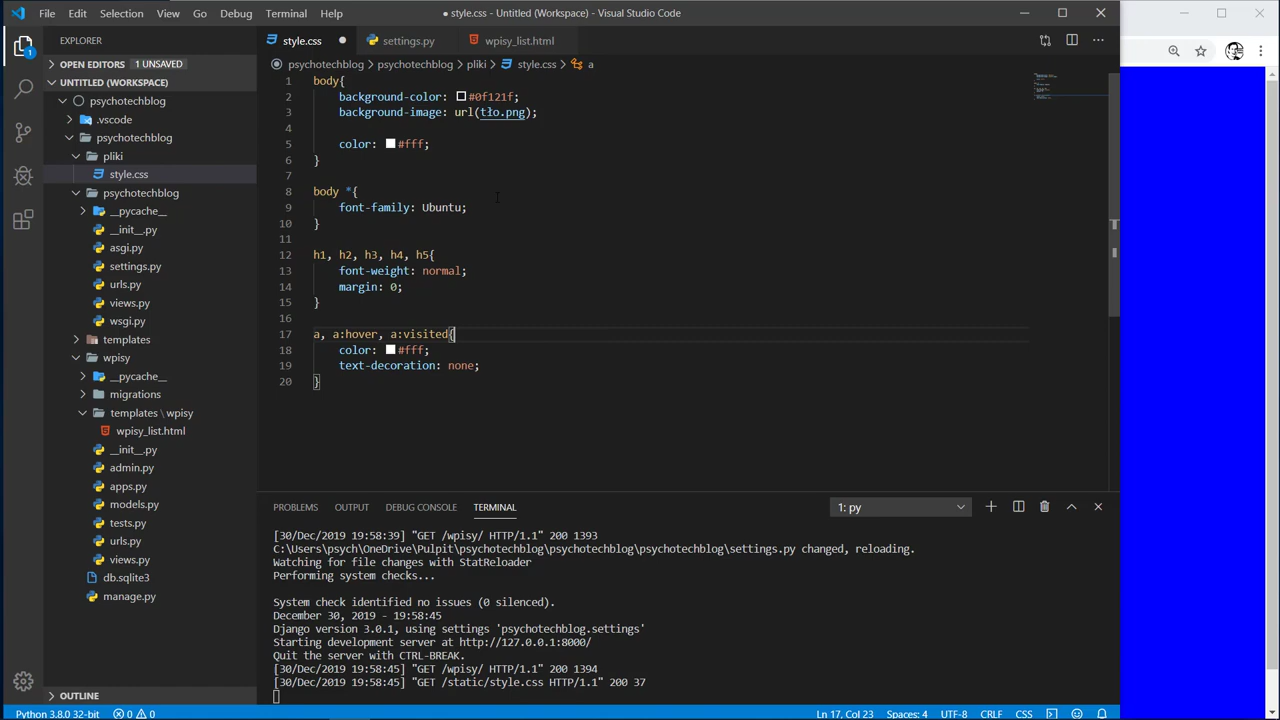 File Edit Selection View Go Debug Terminal Help
● style.css - Untitled (Workspace) - Visual Studio Code
EXPLORER
OPEN EDITORS 1 UNSAVED
UNTITLED (WORKSPACE)
psychotechblog
.vscode
psychotechblog
pliki
style.css
psychotechblog
__pycache__
__init__.py
asgi.py
settings.py
urls.py
views.py
wsgi.py
templates
wpisy
__pycache__
migrations
templates \ wpisy
wpisy_list.html
__init__.py
admin.py
apps.py
models.py
tests.py
urls.py
views.py
db.sqlite3
manage.py
OUTLINE
style.css ● settings.py wpisy_list.html
psychotechblog > psychotechblog > pliki > style.css > a
1 body{
2 background-color: #0f121f;
3 background-image: url(tło.png);
4
5 color: #fff;
6 }
7
8 body *{
9 font-family: Ubuntu;
10 }
11
12 h1, h2, h3, h4, h5{
13 font-weight: normal;
14 margin: 0;
15 }
16
17 a, a:hover, a:visited{
18 color: #fff;
19 text-decoration: none;
20 }
PROBLEMS OUTPUT DEBUG CONSOLE TERMINAL 1: py
[30/Dec/2019 19:58:39] "GET /wpisy/ HTTP/1.1" 200 1393
C:\Users\psych\OneDrive\Pulpit\psychotechblog\psychotechblog\psychotechblog\settings.py changed, reloading.
Watching for file changes with StatReloader
Performing system checks...
System check identified no issues (0 silenced).
December 30, 2019 - 19:58:45
Django version 3.0.1, using settings 'psychotechblog.settings'
Starting development server at http://127.0.0.1:8000/
Quit the server with CTRL-BREAK.
[30/Dec/2019 19:58:45] "GET /wpisy/ HTTP/1.1" 200 1394
[30/Dec/2019 19:58:45] "GET /static/style.css HTTP/1.1" 200 37
Python 3.8.0 32-bit 0 0 Ln 17, Col 23 Spaces: 4 UTF-8 CRLF CSS